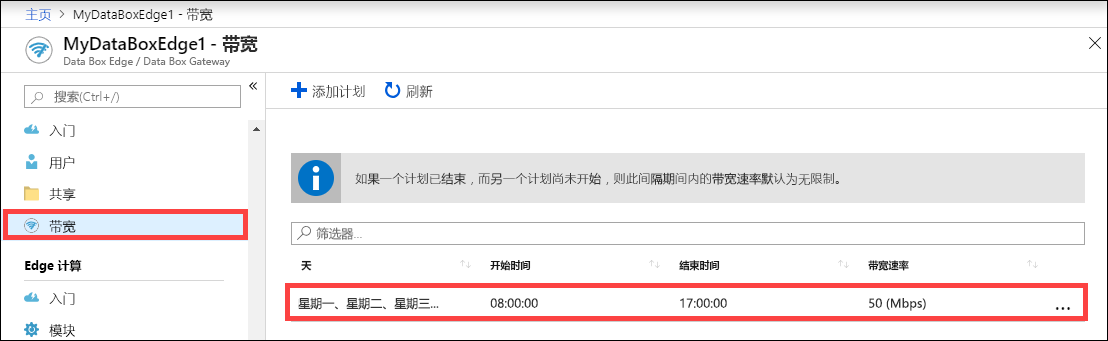 主页 > MyDataBoxEdge1 - 带宽
MyDataBoxEdge1 - 带宽
Data Box Edge / Data Box Gateway
搜索(Ctrl+/)
入门
用户
共享
带宽
Edge 计算
入门
模块
添加计划 刷新
如果一个计划已结束，而另一个计划尚未开始，则此间隔期间内的带宽速率默认为无限制。
筛选器...
天 开始时间 结束时间 带宽速率
星期一、星期二、星期三... 08:00:00 17:00:00 50 (Mbps) ...